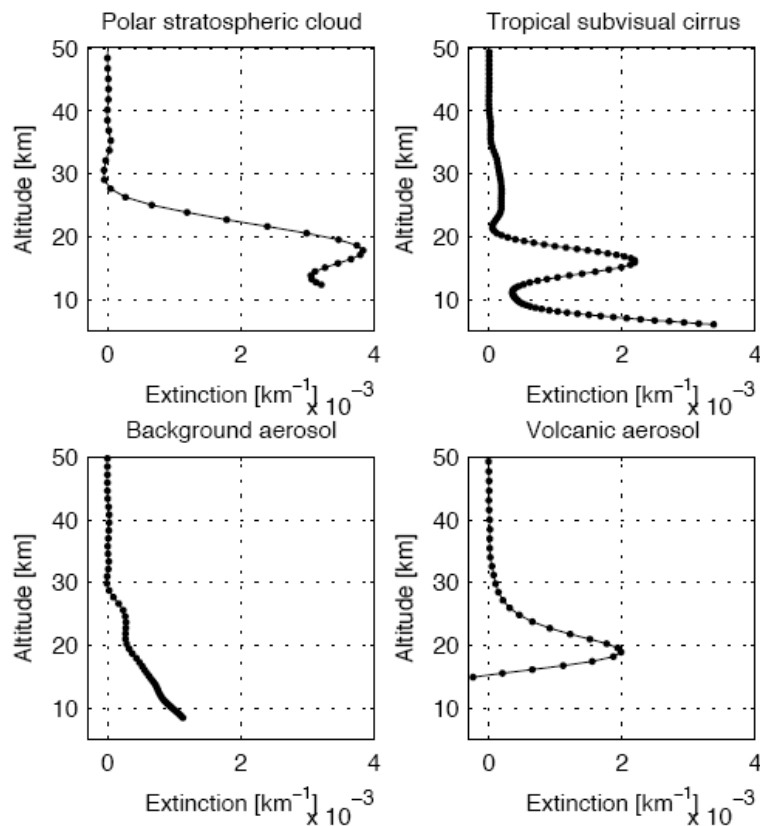 Polar stratospheric cloud
Tropical subvisual cirrus
50
40
30
20
10
Altitude [km]
0
2
4
Extinction [km⁻¹]
x 10⁻³
50
40
30
20
10
Altitude [km]
0
2
4
Extinction [km⁻¹]
x 10⁻³
Background aerosol
Volcanic aerosol
50
40
30
20
10
Altitude [km]
0
2
4
Extinction [km⁻¹]
x 10⁻³
50
40
30
20
10
Altitude [km]
0
2
4
Extinction [km⁻¹]
x 10⁻³